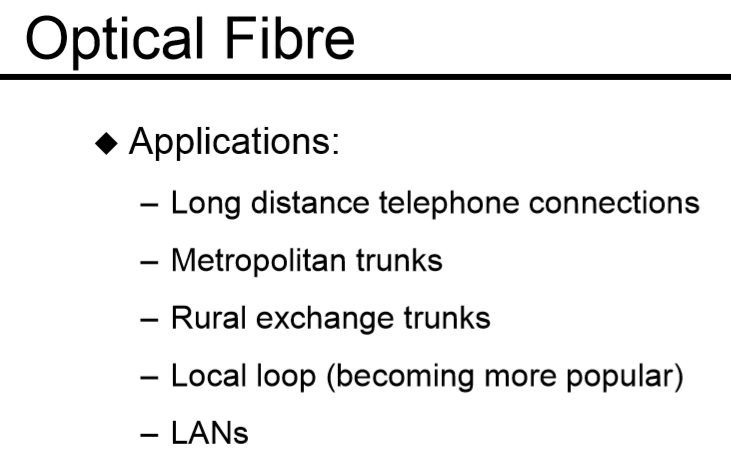 Optical Fibre
◆ Applications:
– Long distance telephone connections
– Metropolitan trunks
– Rural exchange trunks
– Local loop (becoming more popular)
– LANs